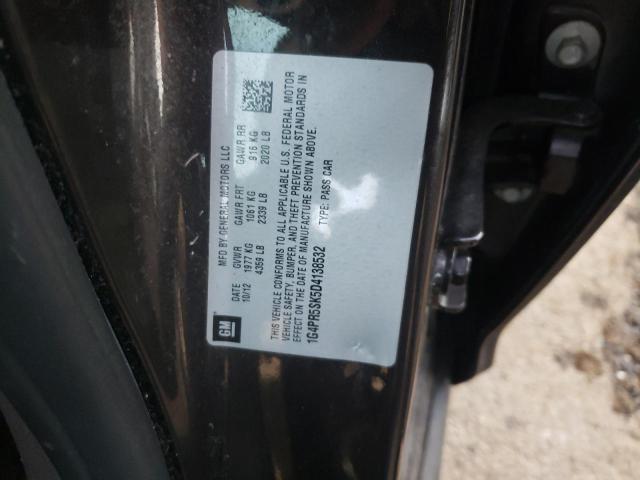 GM
MFD BY GENERAL MOTORS LLC
DATE GVWR GAWR FRT GAWR RR
10/12 1977 KG 1061 KG 916 KG
4359 LB 2339 LB 2020 LB
THIS VEHICLE CONFORMS TO ALL APPLICABLE U.S. FEDERAL MOTOR
VEHICLE SAFETY, BUMPER, AND THEFT PREVENTION STANDARDS IN
EFFECT ON THE DATE OF MANUFACTURE SHOWN ABOVE.
1G4PR5SK5D4138532 TYPE: PASS CAR